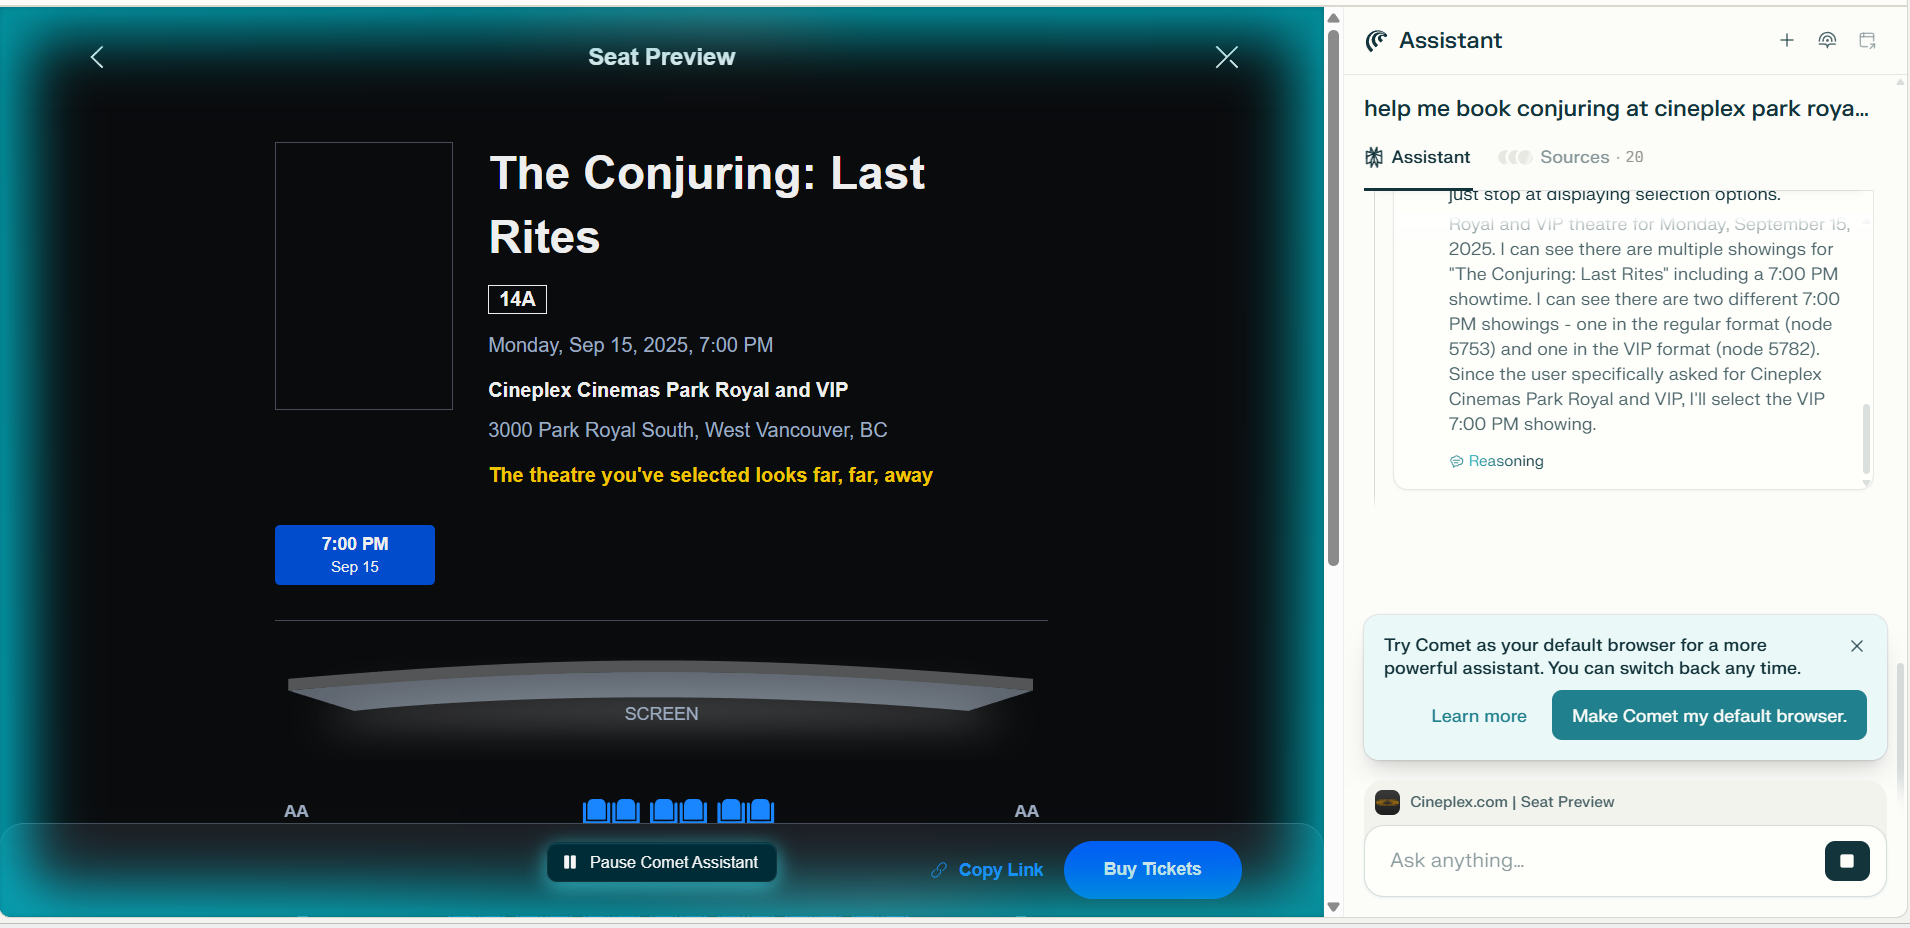 Seat Preview
The Conjuring: Last
Rites
14A
Monday, Sep 15, 2025, 7:00 PM
Cineplex Cinemas Park Royal and VIP
3000 Park Royal South, West Vancouver, BC
The theatre you've selected looks far, far, away
7:00 PM
Sep 15
SCREEN
AA
AA
Pause Comet Assistant
Copy Link
Buy Tickets
Assistant
help me book conjuring at cineplex park roya...
Assistant
Sources · 20
just stop at displaying selection options.
Royal and VIP theatre for Monday, September 15,
2025. I can see there are multiple showings for
"The Conjuring: Last Rites" including a 7:00 PM
showtime. I can see there are two different 7:00
PM showings - one in the regular format (node
5753) and one in the VIP format (node 5782).
Since the user specifically asked for Cineplex
Cinemas Park Royal and VIP, I'll select the VIP
7:00 PM showing.
Reasoning
Try Comet as your default browser for a more
powerful assistant. You can switch back any time.
Learn more
Make Comet my default browser.
Cineplex.com | Seat Preview
Ask anything...